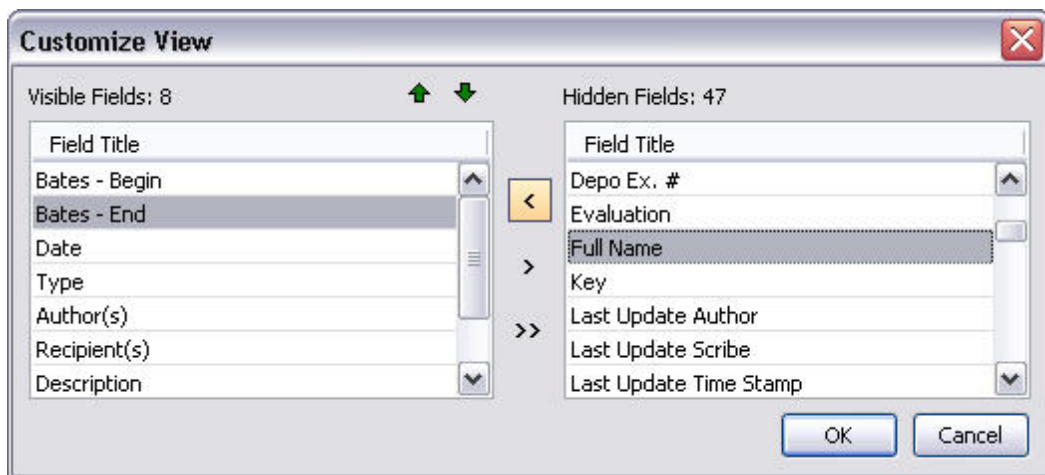 Customize View
Visible Fields: 8
Hidden Fields: 47
Field Title
Bates - Begin
Bates - End
Date
Type
Author(s)
Recipient(s)
Description
<
>
>>
Field Title
Depo Ex. #
Evaluation
Full Name
Key
Last Update Author
Last Update Scribe
Last Update Time Stamp
OK
Cancel